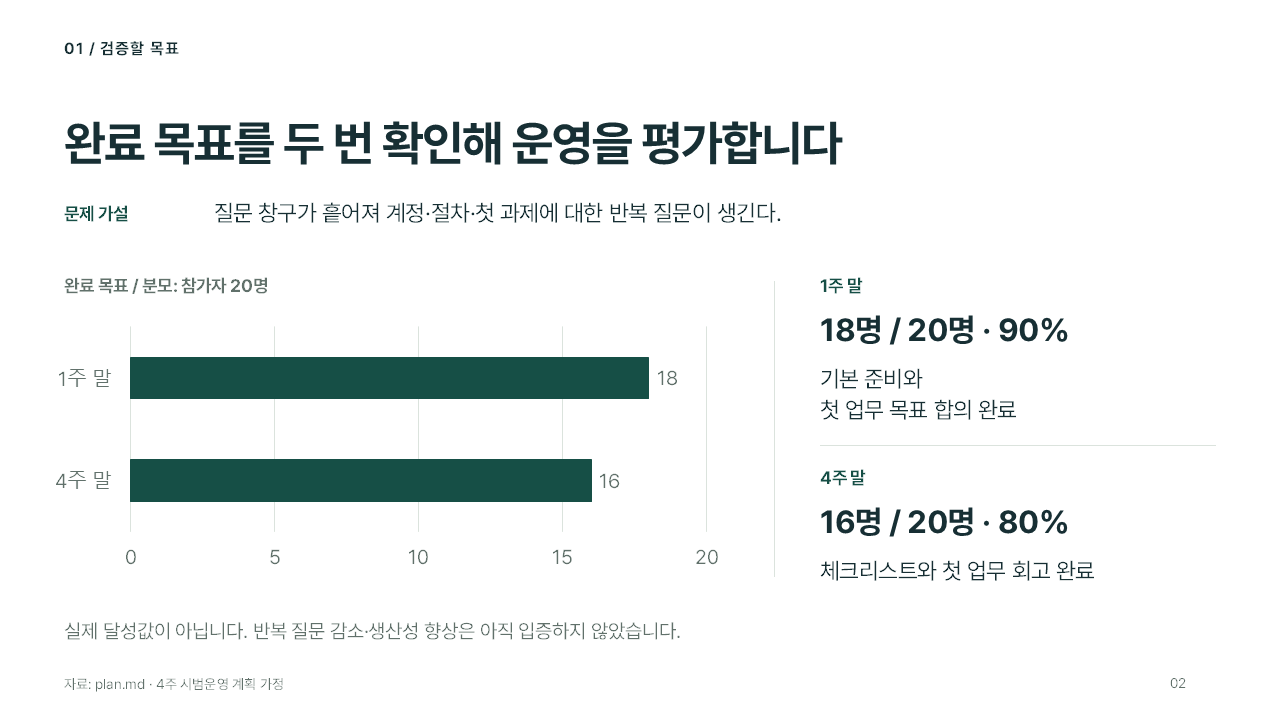 01 / 검증할 목표
완료 목표를 두 번 확인해 운영을 평가합니다
문제 가설
질문 창구가 흩어져 계정·절차·첫 과제에 대한 반복 질문이 생긴다.
완료 목표 / 분모: 참가자 20명
1주 말
18
4주 말
16
0 5 10 15 20
1주 말
18명 / 20명 · 90%
기본 준비와
첫 업무 목표 합의 완료
4주 말
16명 / 20명 · 80%
체크리스트와 첫 업무 회고 완료
실제 달성값이 아닙니다. 반복 질문 감소·생산성 향상은 아직 입증하지 않았습니다.
자료: plan.md · 4주 시범운영 계획 가정
02